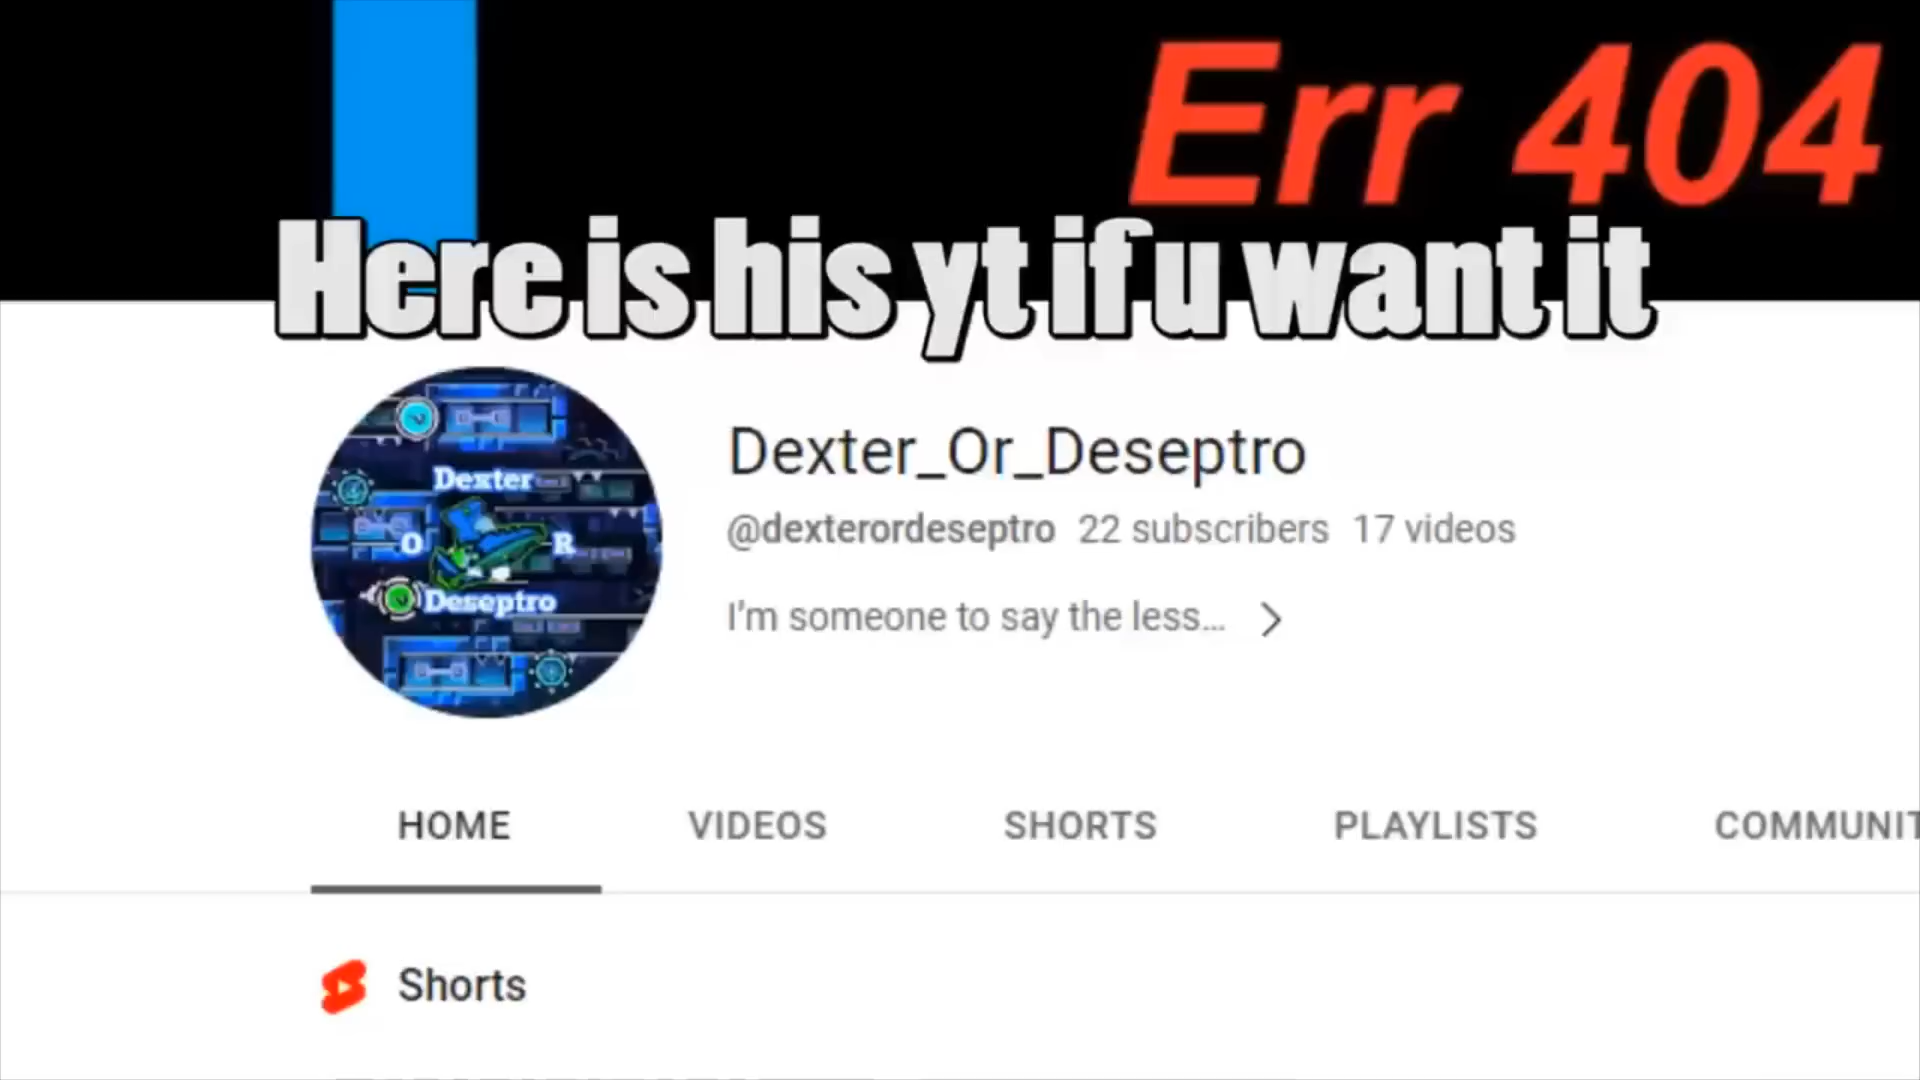 Err 404
Here is his yt if u want it
Dexter
O R
Deseptro
Dexter_Or_Deseptro
@dexterordeseptro 22 subscribers 17 videos
I'm someone to say the less...
HOME VIDEOS SHORTS PLAYLISTS COMMUNIT
Shorts